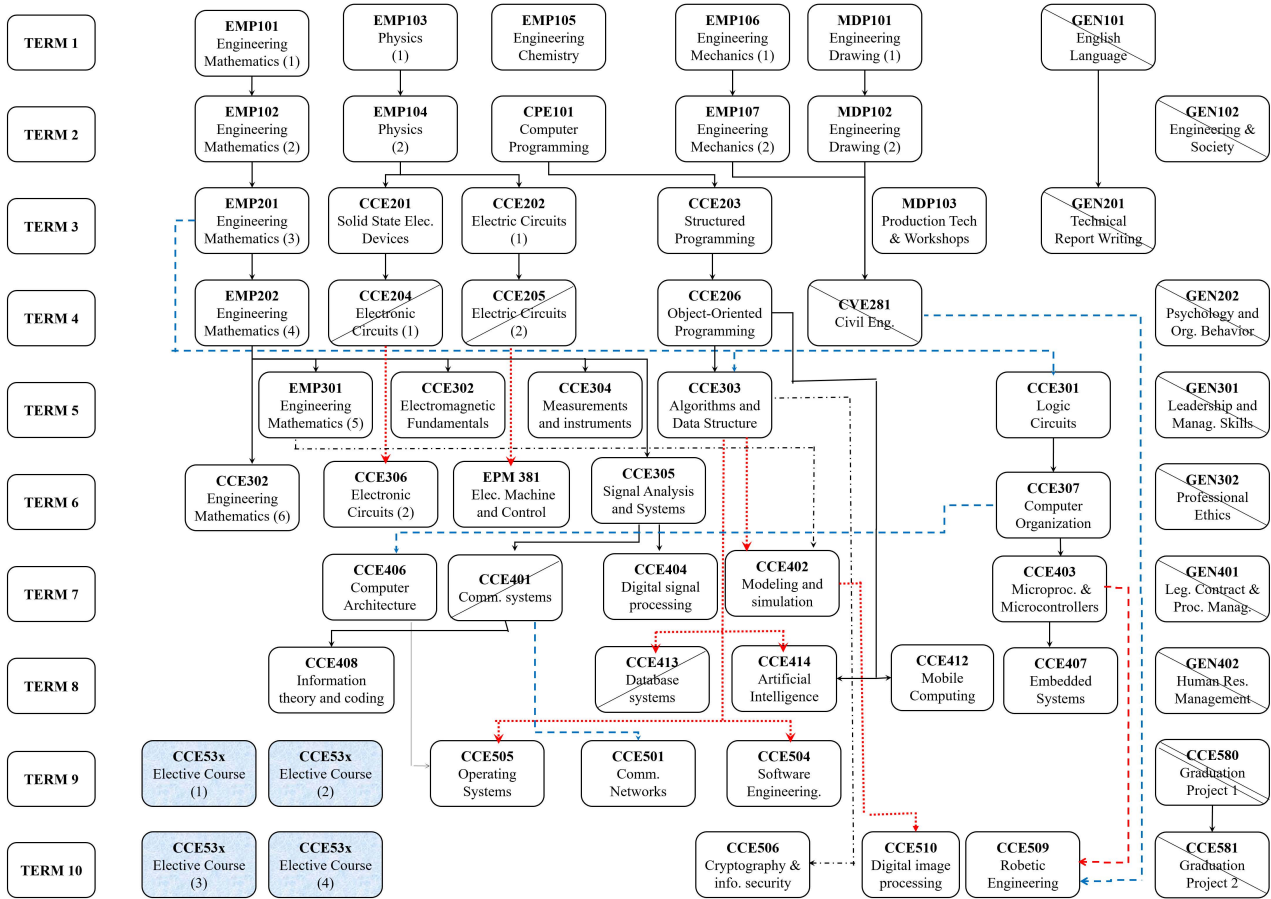 TERM 1
EMP101
Engineering
Mathematics (1)
EMP103
Physics
(1)
EMP105
Engineering
Chemistry
EMP106
Engineering
Mechanics (1)
MDP101
Engineering
Drawing (1)
GEN101
English
Language
TERM 2
EMP102
Engineering
Mathematics (2)
EMP104
Physics
(2)
CPE101
Computer
Programming
EMP107
Engineering
Mechanics (2)
MDP102
Engineering
Drawing (2)
GEN102
Engineering &
Society
TERM 3
EMP201
Engineering
Mathematics (3)
CCE201
Solid State Elec.
Devices
CCE202
Electric Circuits
(1)
CCE203
Structured
Programming
MDP103
Production Tech
& Workshops
GEN201
Technical
Report Writing
TERM 4
EMP202
Engineering
Mathematics (4)
CCE204
Electronic
Circuits (1)
CCE205
Electric Circuits
(2)
CCE206
Object-Oriented
Programming
CVE281
Civil Eng.
GEN202
Psychology and
Org. Behavior
TERM 5
EMP301
Engineering
Mathematics (5)
CCE302
Electromagnetic
Fundamentals
CCE304
Measurements
and instruments
CCE303
Algorithms and
Data Structure
CCE301
Logic
Circuits
GEN301
Leadership and
Manag. Skills
TERM 6
CCE302
Engineering
Mathematics (6)
CCE306
Electronic
Circuits (2)
EPM 381
Elec. Machine
and Control
CCE305
Signal Analysis
and Systems
CCE307
Computer
Organization
GEN302
Professional
Ethics
TERM 7
CCE406
Computer
Architecture
CCE401
Comm. systems
CCE404
Digital signal
processing
CCE402
Modeling and
simulation
CCE403
Microproc. &
Microcontrollers
GEN401
Leg. Contract &
Proc. Manag.
TERM 8
CCE408
Information
theory and coding
CCE413
Database
systems
CCE414
Artificial
Intelligence
CCE412
Mobile
Computing
CCE407
Embedded
Systems
GEN402
Human Res.
Management
TERM 9
CCE53x
Elective Course
(1)
CCE53x
Elective Course
(2)
CCE505
Operating
Systems
CCE501
Comm.
Networks
CCE504
Software
Engineering.
CCE580
Graduation
Project 1
TERM 10
CCE53x
Elective Course
(3)
CCE53x
Elective Course
(4)
CCE506
Cryptography &
info. security
CCE510
Digital image
processing
CCE509
Robetic
Engineering
CCE581
Graduation
Project 2